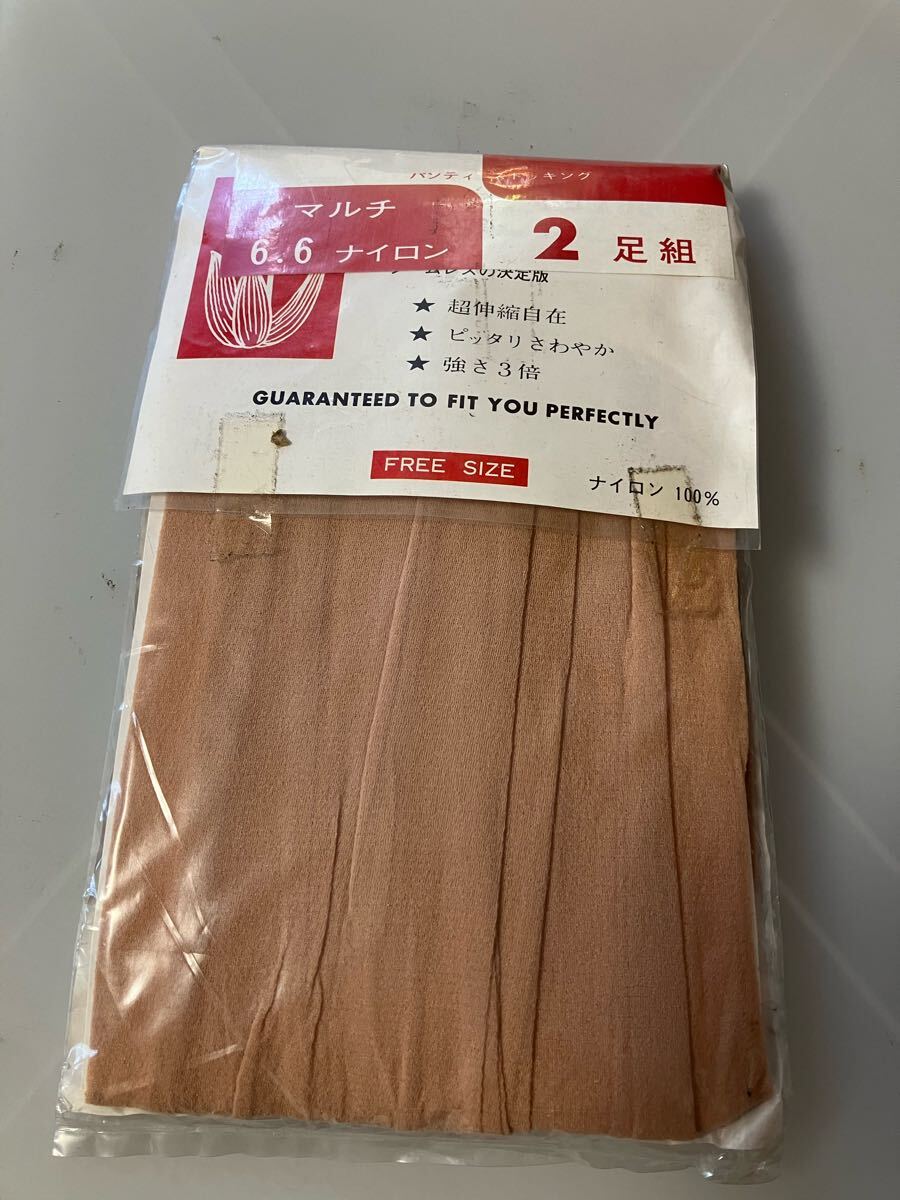 パンティ ストッキング
マルチ
6.6 ナイロン
2 足組
シームレスの決定版
★ 超伸縮自在
★ ピッタリさわやか
★ 強さ3倍
GUARANTEED TO FIT YOU PERFECTLY
FREE SIZE
ナイロン 100%